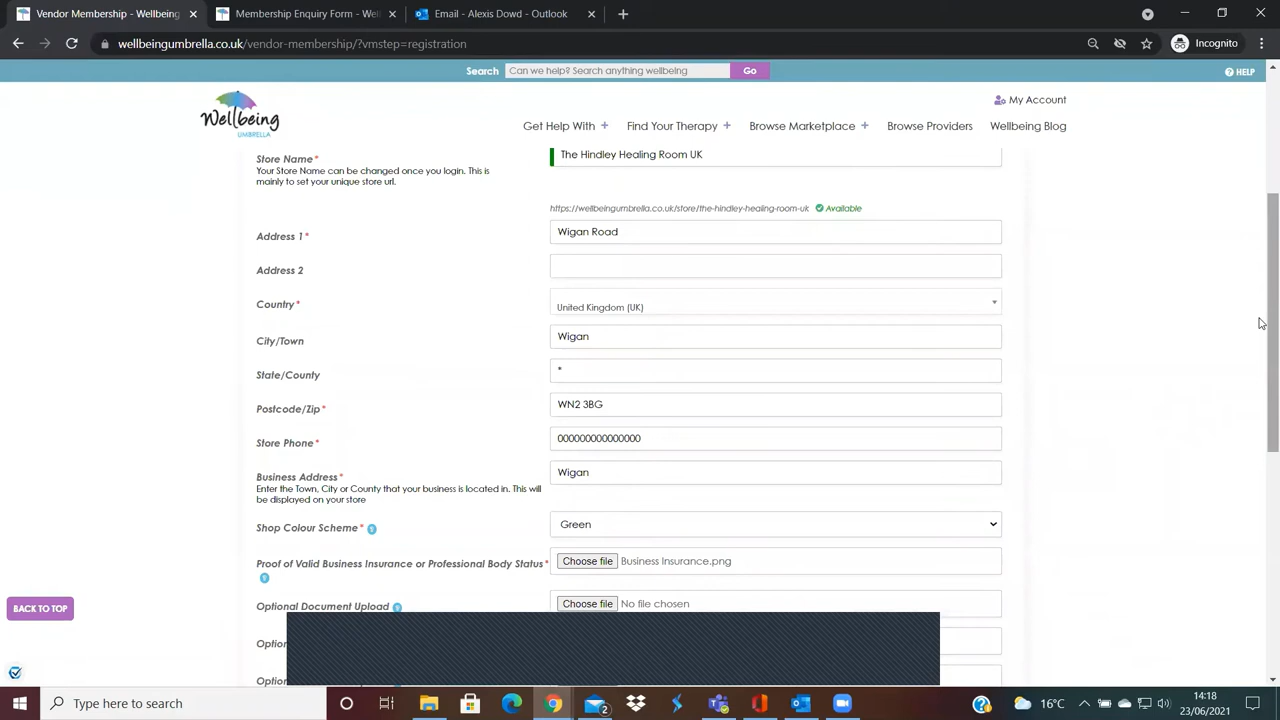 Vendor Membership - Wellbeing
Membership Enquiry Form - Well
Email - Alexis Dowd - Outlook
wellbeingumbrella.co.uk/vendor-membership/?vmstep=registration
Incognito
Search
Can we help? Search anything wellbeing
Go
HELP
Wellbeing
UMBRELLA
My Account
Get Help With +
Find Your Therapy +
Browse Marketplace +
Browse Providers
Wellbeing Blog
Store Name*
The Hindley Healing Room UK
Your Store Name can be changed once you login. This is
mainly to set your unique store url.
https://wellbeingumbrella.co.uk/store/the-hindley-healing-room-uk Available
Address 1*
Wigan Road
Address 2
Country*
United Kingdom (UK)
City/Town
Wigan
State/County
*
Postcode/Zip*
WN2 3BG
Store Phone*
000000000000000
Business Address*
Wigan
Enter the Town, City or County that your business is located in. This will
be displayed on your store
Shop Colour Scheme*
Green
Proof of Valid Business Insurance or Professional Body Status*
Choose file Business Insurance.png
BACK TO TOP
Optional Document Upload
Choose file No file chosen
Type here to search
2
16°C
14:18
23/06/2021